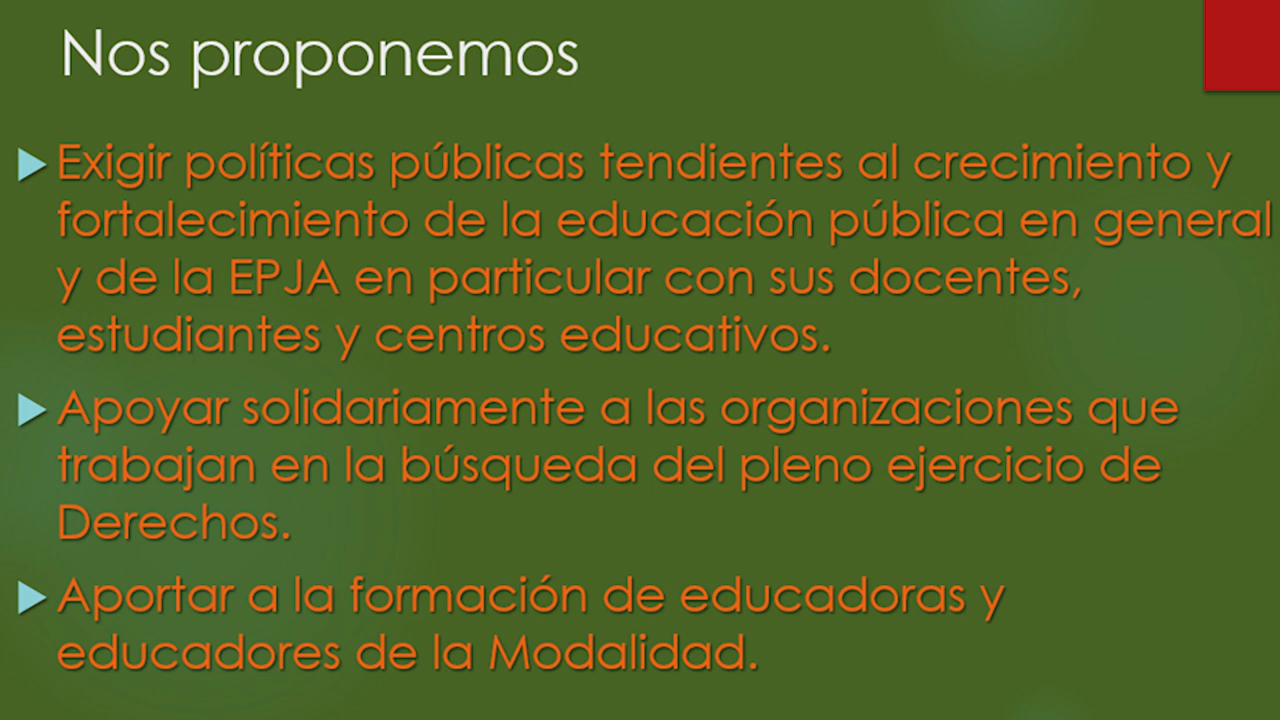 Nos proponemos
Exigir políticas públicas tendientes al crecimiento y
fortalecimiento de la educación pública en general
y de la EPJA en particular con sus docentes,
estudiantes y centros educativos.
Apoyar solidariamente a las organizaciones que
trabajan en la búsqueda del pleno ejercicio de
Derechos.
Aportar a la formación de educadoras y
educadores de la Modalidad.